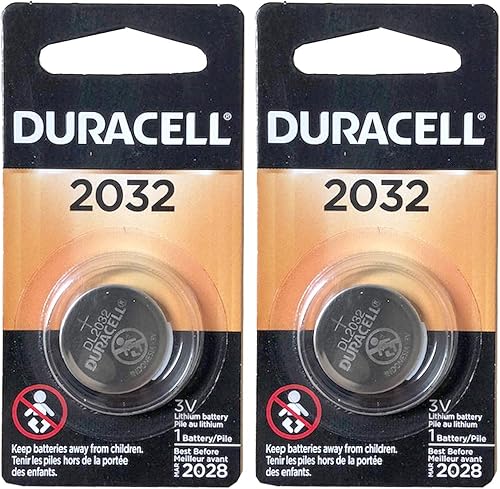 DURACELL®
2032
+
DL2032
DURACELL®
INDONESIA
3V
Lithium battery
Pile au lithium
1 Battery/Pile
Keep batteries away from children.
Tenir les piles hors de la portée
des enfants.
Best Before
Meilleur avant
MAR 2028
DURACELL®
2032
+
DL2032
DURACELL®
INDONESIA
3V
Lithium battery
Pile au lithium
1 Battery/Pile
Keep batteries away from children.
Tenir les piles hors de la portée
des enfants.
Best Before
Meilleur avant
MAR 2028